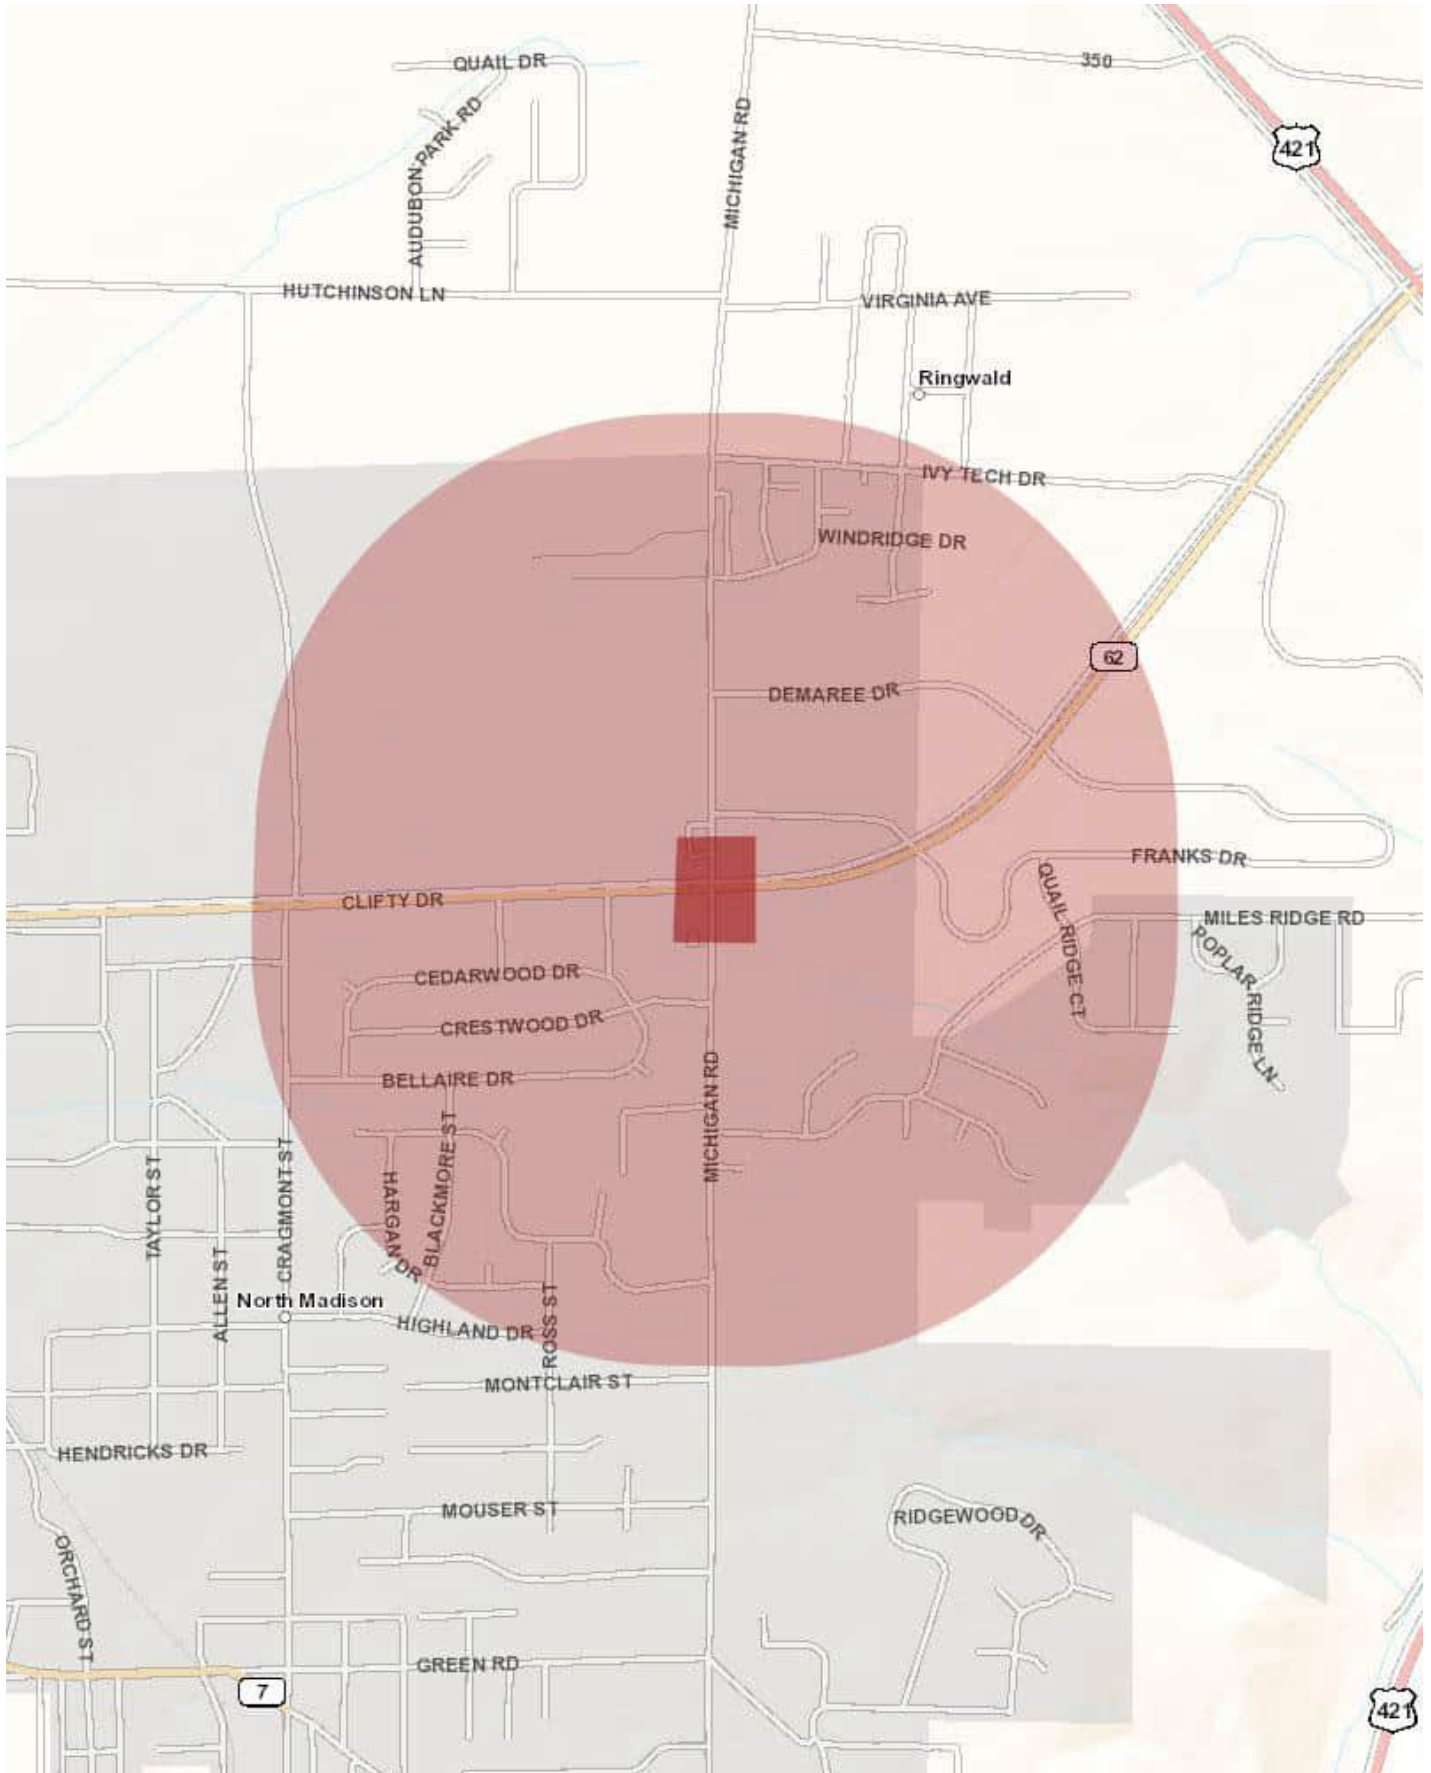 QUAIL DR
350
421
AUDUBON PARK RD
MICHIGAN RD
HUTCHINSON LN
VIRGINIA AVE
Ringwald
IVY TECH DR
WINDRIDGE DR
62
DEMAREE DR
FRANKS DR
CLIFTY DR
QUAIL RIDGE CT
MILES RIDGE RD
POPLAR RIDGE LN
CEDARWOOD DR
CRESTWOOD DR
BELLAIRE DR
MICHIGAN RD
TAYLOR ST
ALLEN ST
CRAGMONT ST
HARGAN DR
BLACKMORE ST
North Madison
HIGHLAND DR
ROSS ST
MONTCLAIR ST
HENDRICKS DR
MOUSER ST
RIDGEWOOD DR
ORCHARD ST
GREEN RD
7
421